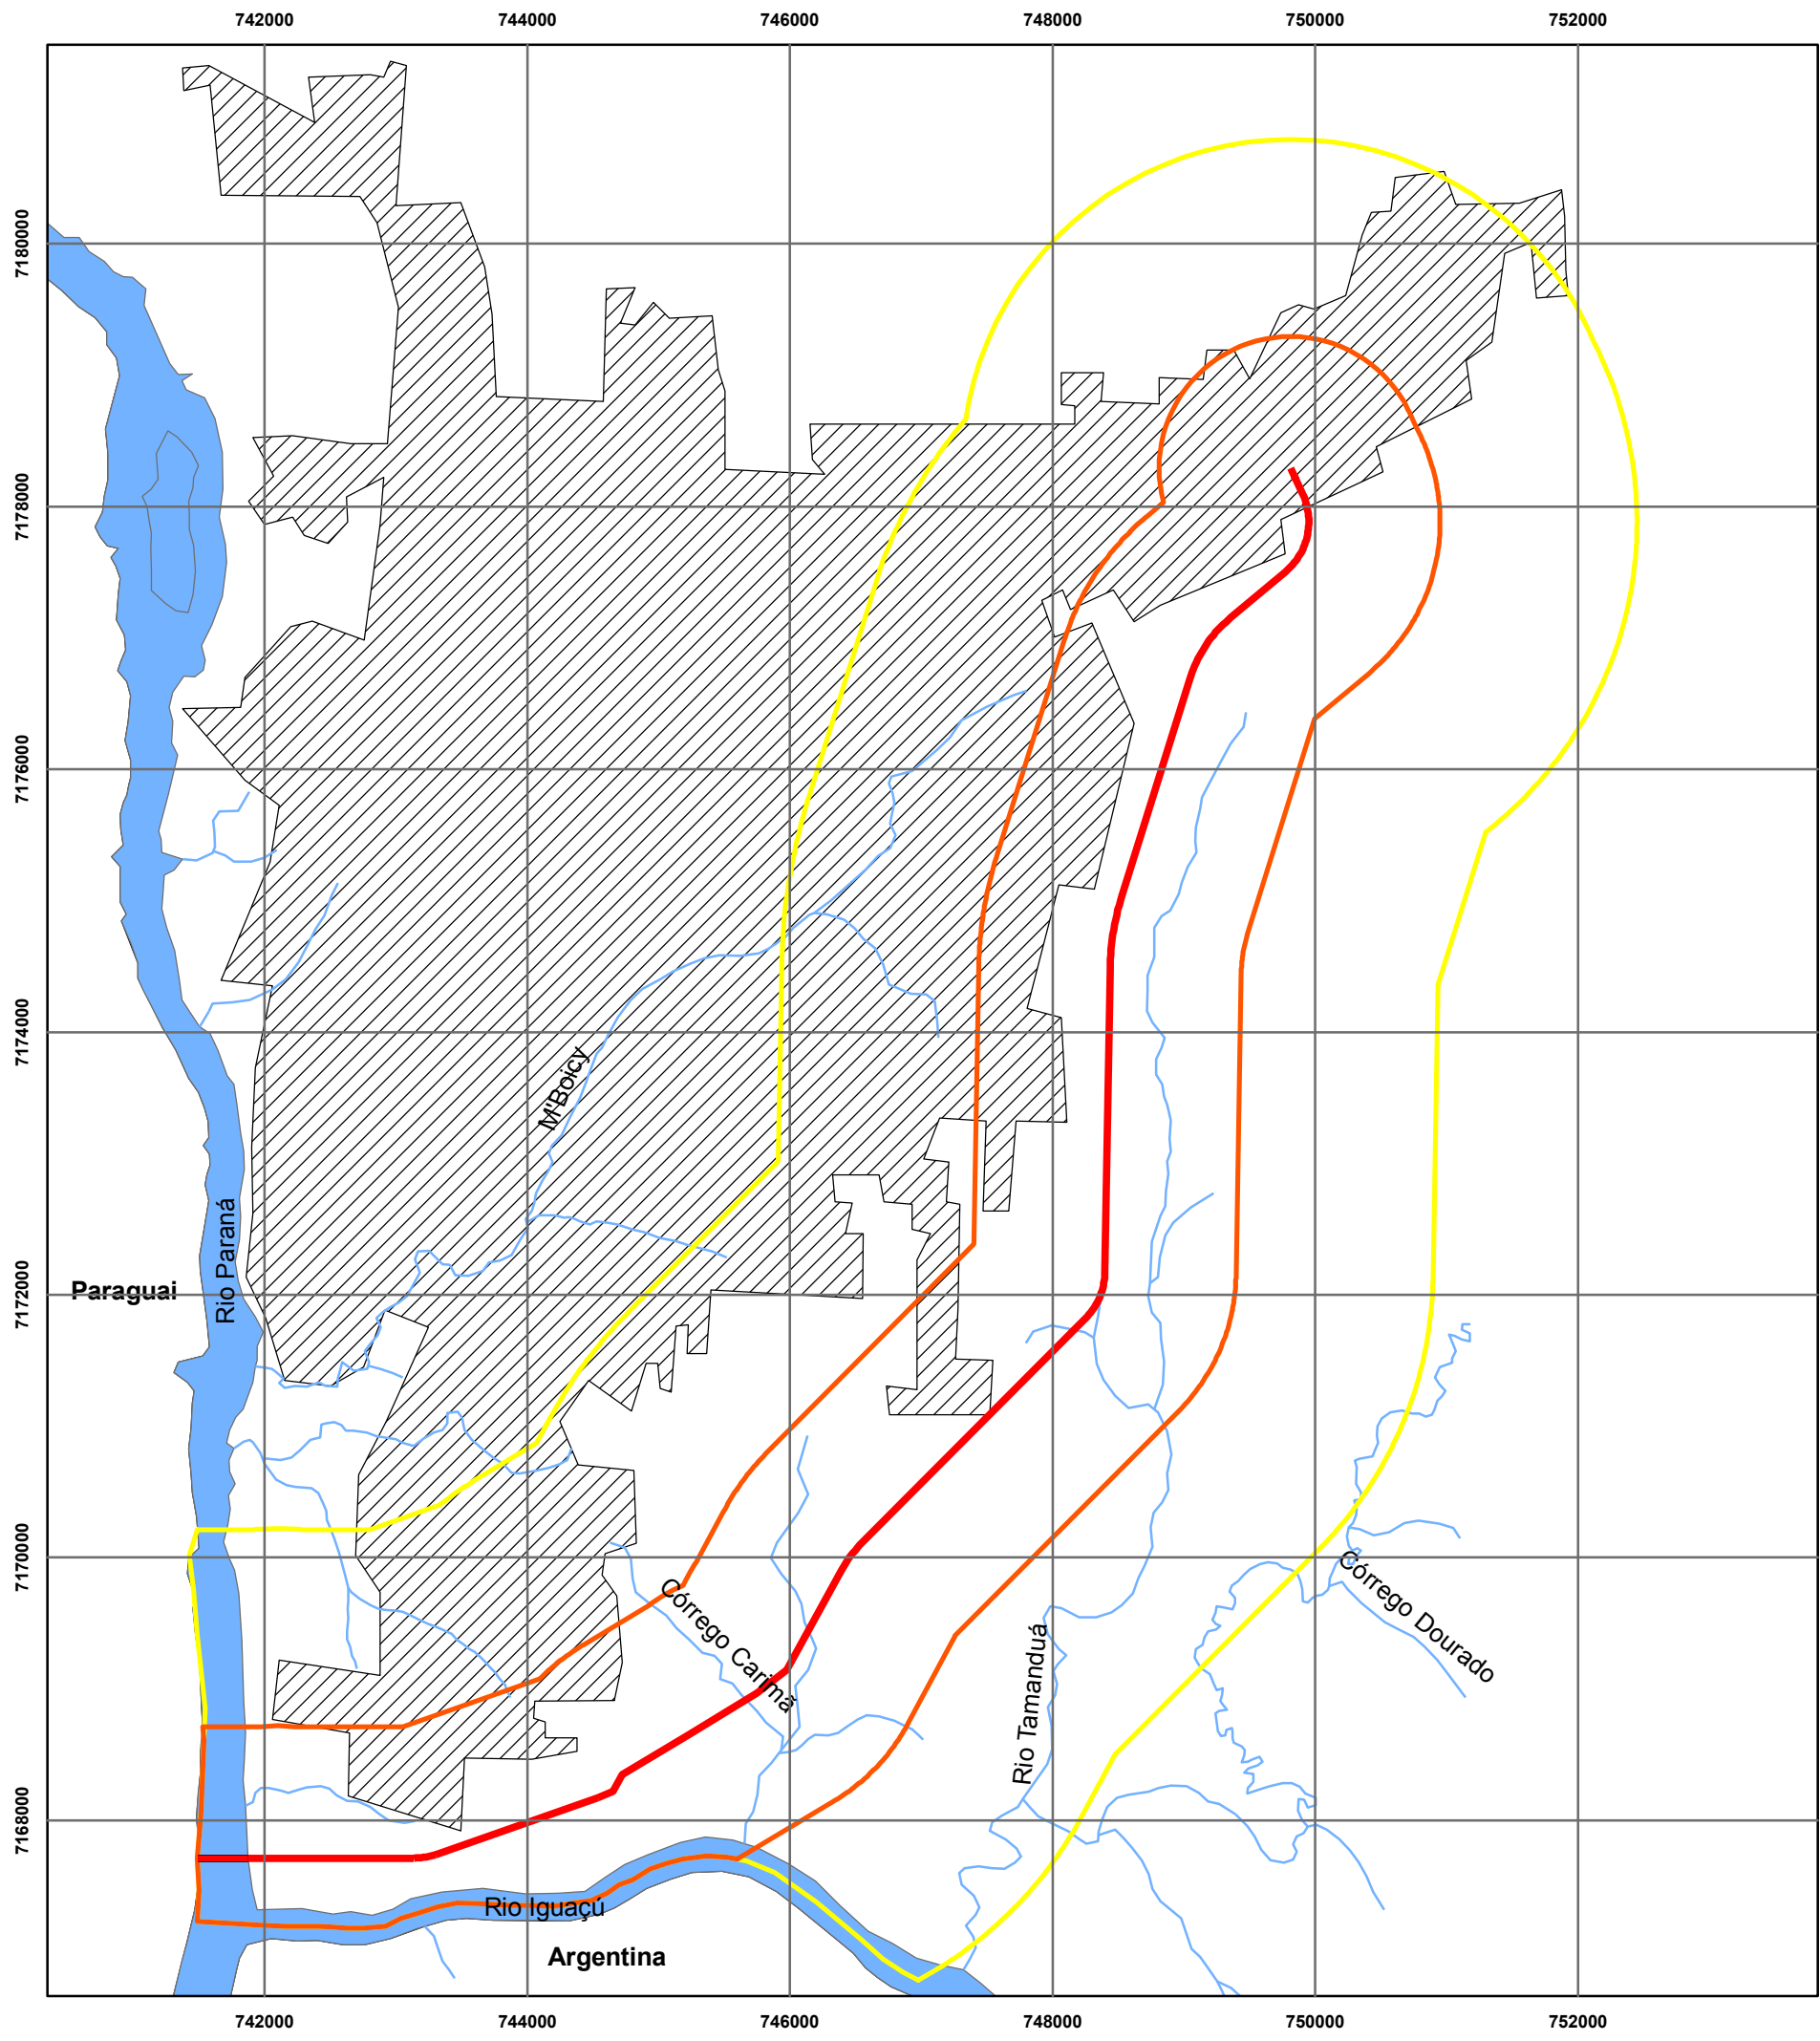 742000 744000 746000 748000 750000 752000
7180000
7178000
7176000
7174000
M'Boicy
Rio Paraná
7172000
Paraguai
7170000
Córrego Dourado
Córrego Carimã
Rio Tamanduá
7168000
Rio Iguaçú
Argentina
742000 744000 746000 748000 750000 752000